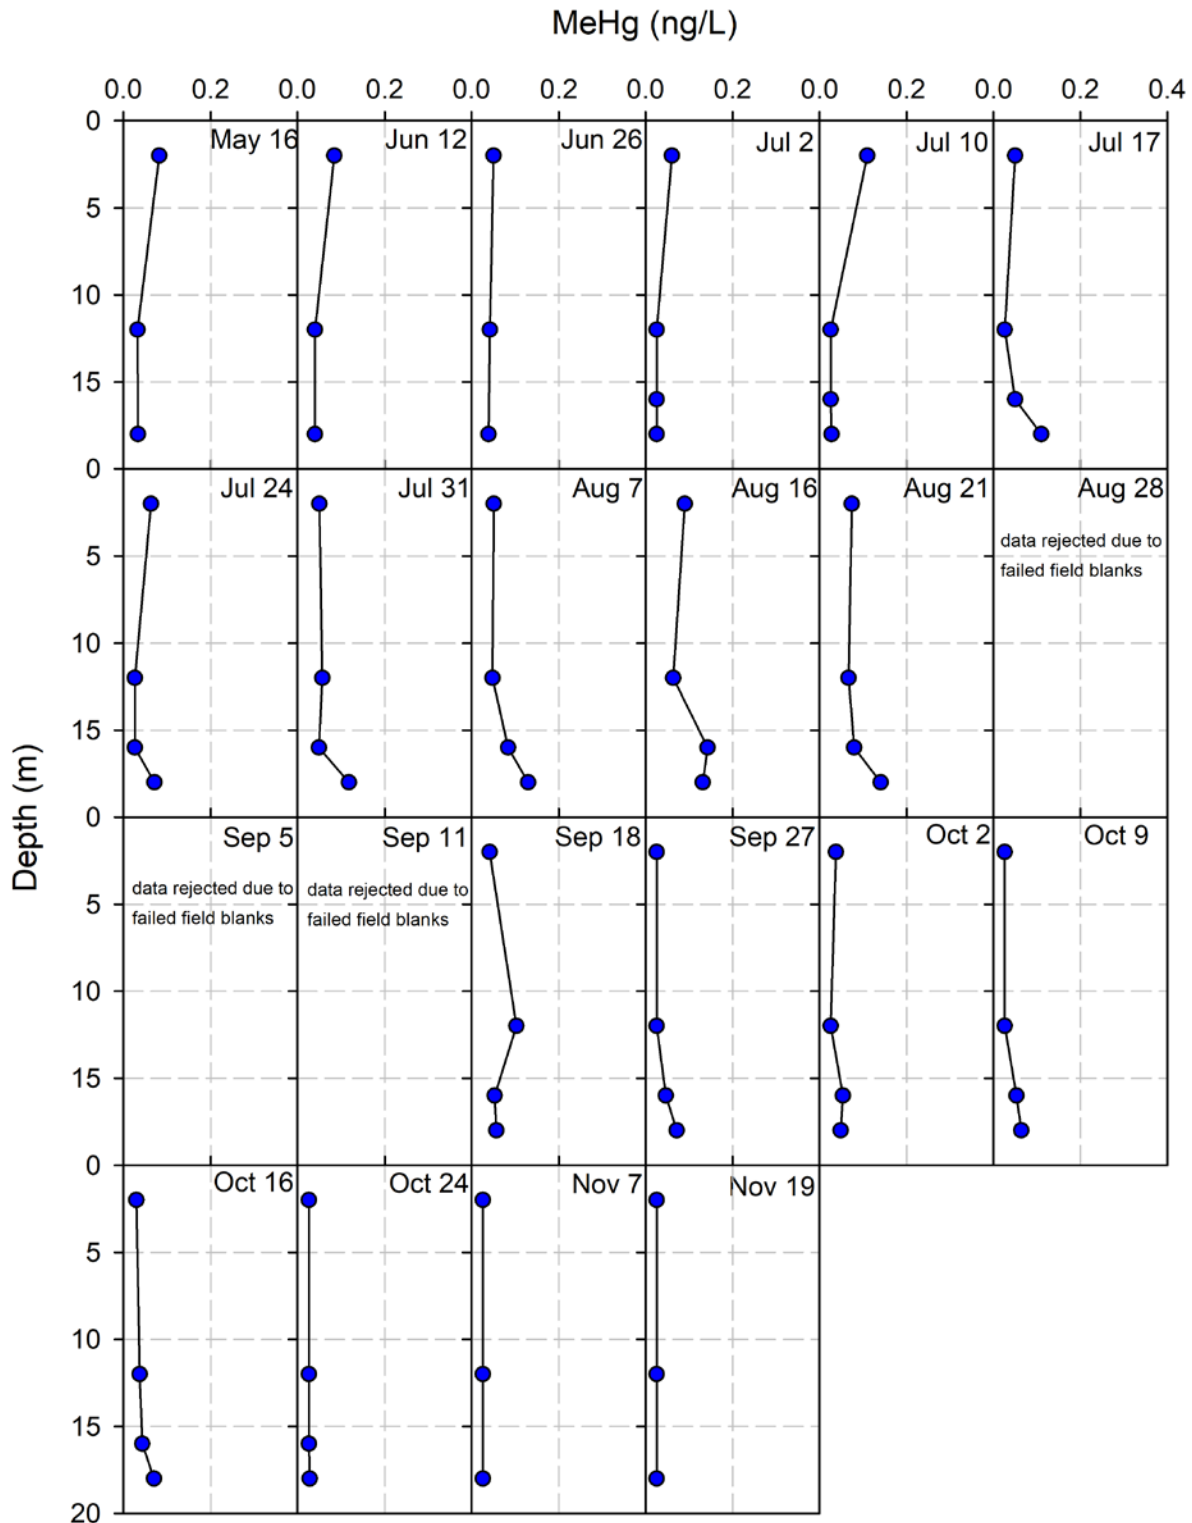 MeHg (ng/L)
0.0 0.2 0.0 0.2 0.0 0.2 0.0 0.2 0.0 0.2 0.0 0.2 0.4
0
May 16 Jun 12 Jun 26 Jul 2 Jul 10 Jul 17
5
10
15
0
Jul 24 Jul 31 Aug 7 Aug 16 Aug 21 Aug 28
data rejected due to
failed field blanks
5
10
15
Depth (m)
0
Sep 5 Sep 11 Sep 18 Sep 27 Oct 2 Oct 9
data rejected due to data rejected due to
5
failed field blanks failed field blanks
10
15
0
Oct 16 Oct 24 Nov 7 Nov 19
5
10
15
20